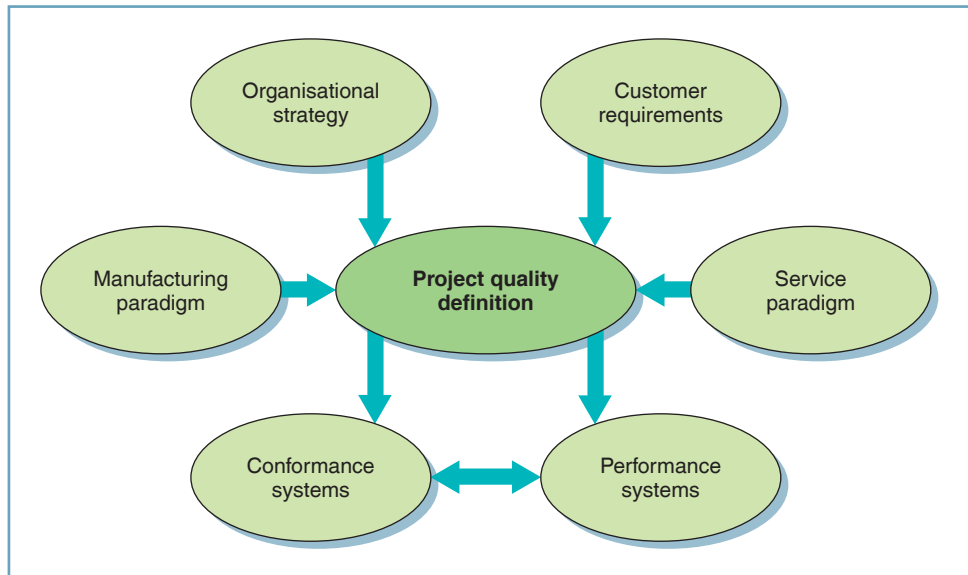 Organisational
strategy
Customer
requirements
Manufacturing
paradigm
Project quality
definition
Service
paradigm
Conformance
systems
Performance
systems